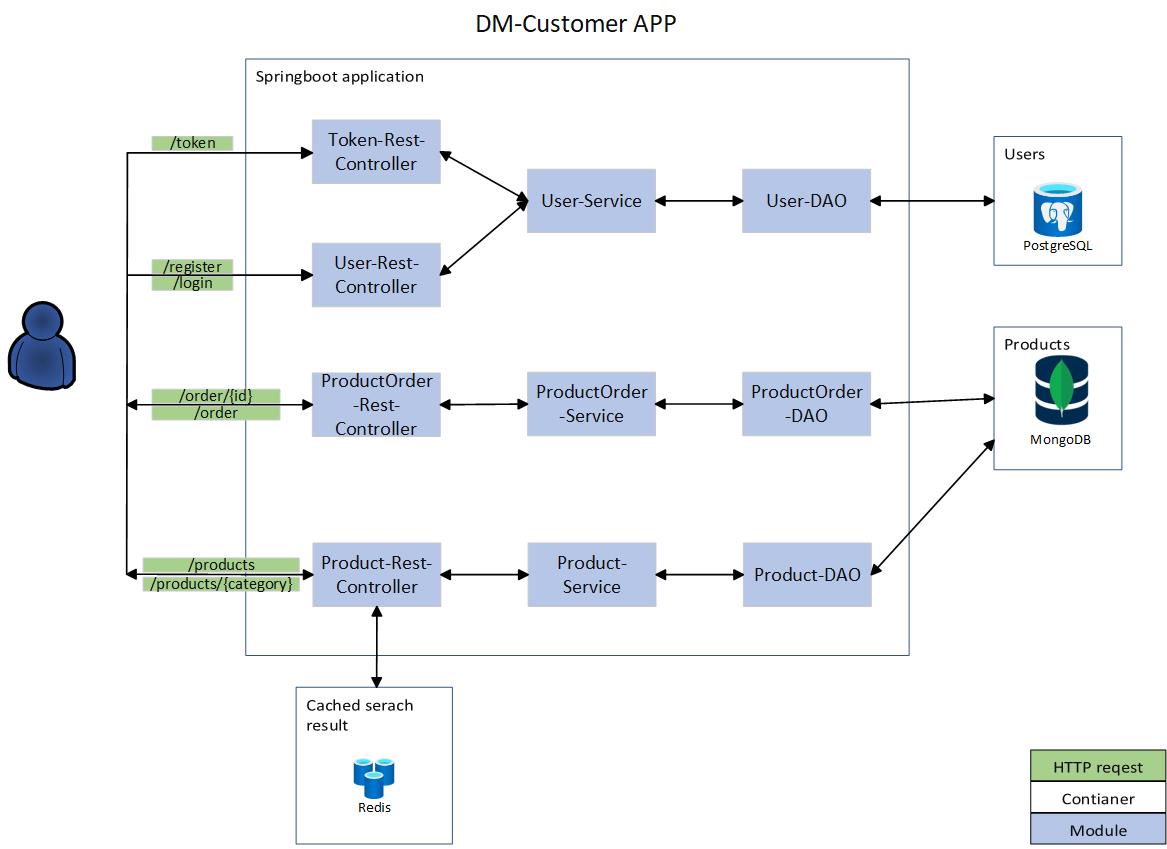 DM-Customer APP
Springboot application
/token
Token-Rest-
Controller
User-Service
User-DAO
Users
PostgreSQL
/register
/login
User-Rest-
Controller
/order/{id}
/order
ProductOrder
-Rest-
Controller
ProductOrder
-Service
ProductOrder
-DAO
Products
MongoDB
/products
/products/{category}
Product-Rest-
Controller
Product-
Service
Product-DAO
Cached serach
result
Redis
HTTP reqest
Contianer
Module